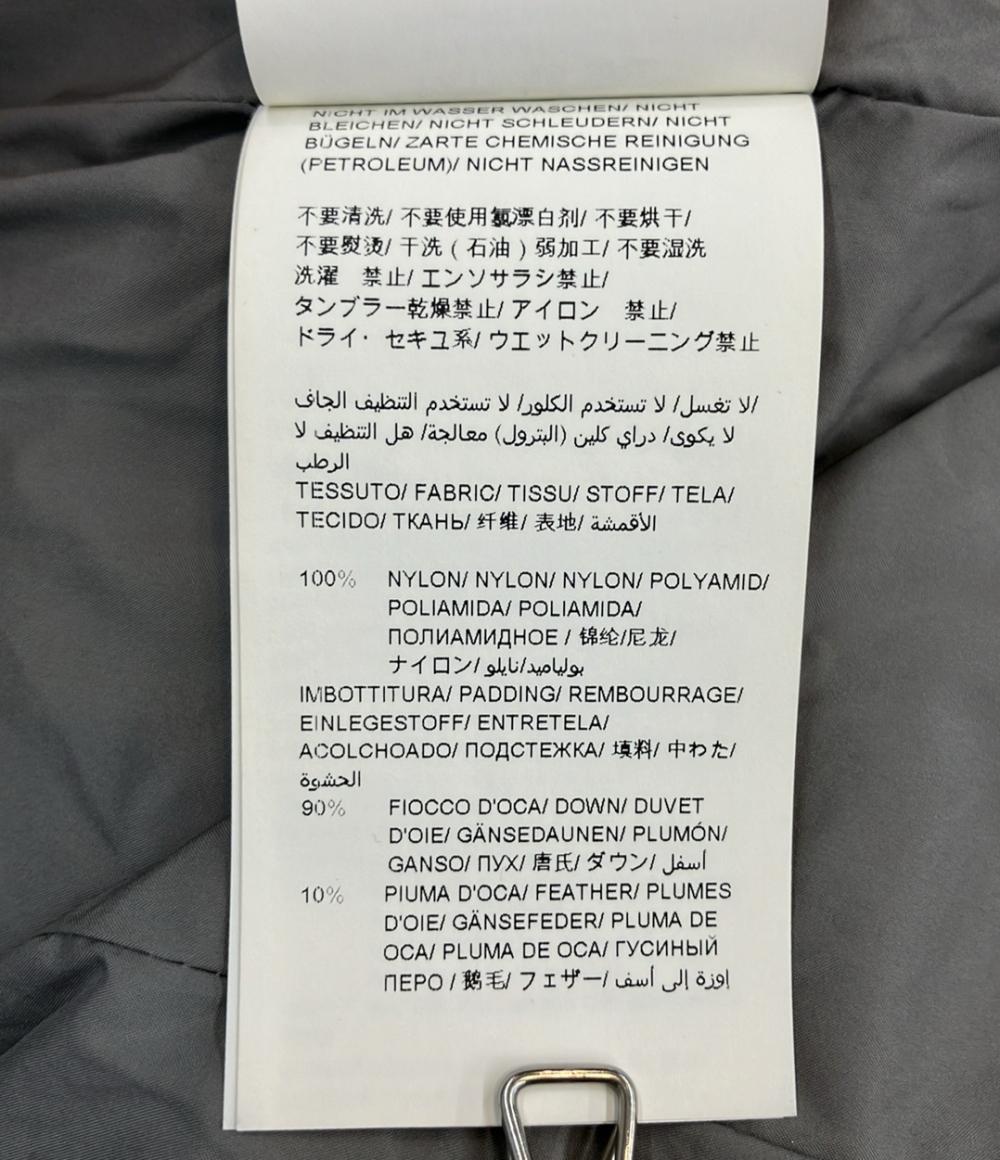 NICHT IM WASSER WASCHEN/ NICHT
BLEICHEN/ NICHT SCHLEUDERN/ NICHT
BÜGELN/ ZARTE CHEMISCHE REINIGUNG
(PETROLEUM)/ NICHT NASSREINIGEN
不要清洗/ 不要使用氯漂白剂/ 不要烘干/
不要熨烫/ 干洗 ( 石油 ) 弱加工/ 不要湿洗
洗濯　禁止/ エンソサラシ禁止/
タンブラー乾燥禁止/ アイロン　禁止/
ドライ・ セキユ系/ ウエットクリーニング禁止
لا تغسل/ لا تستخدم الكلور/ لا تستخدم التنظيف الجاف/
لا يكوى/ دراي كلين (البترول) معالجة/ هل التنظيف لا
الرطب
TESSUTO/ FABRIC/ TISSU/ STOFF/ TELA/
TECIDO/ ТКАНЬ/ 纤维/ 表地/ الأقمشة
100% NYLON/ NYLON/ NYLON/ POLYAMID/
POLIAMIDA/ POLIAMIDA/
ПОЛИАМИДНОЕ / 锦纶/尼龙/
ナイロン/ بولياميد/نايلو
IMBOTTITURA/ PADDING/ REMBOURRAGE/
EINLEGESTOFF/ ENTRETELA/
ACOLCHOADO/ ПОДСТЕЖКА/ 填料/ 中わた/
الحشوة
90% FIOCCO D'OCA/ DOWN/ DUVET
D'OIE/ GÄNSEDAUNEN/ PLUMÓN/
GANSO/ ПУХ/ 唐氏/ ダウン/ أسفل
10% PIUMA D'OCA/ FEATHER/ PLUMES
D'OIE/ GÄNSEFEDER/ PLUMA DE
OCA/ PLUMA DE OCA/ ГУСИНЫЙ
ПЕРО / 鹅毛/ フェザー/ إوزة إلى أسف